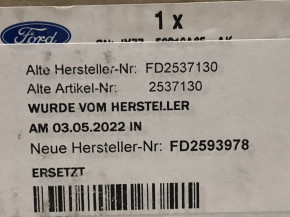 Ford
1 x
Alte Hersteller-Nr: FD2537130
Alte Artikel-Nr: 2537130
WURDE VOM HERSTELLER
AM 03.05.2022 IN
Neue Hersteller-Nr: FD2593978
ERSETZT